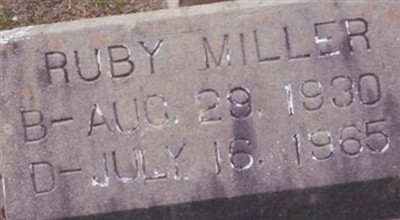 RUBY MILLER
B-AUG. 29. 1930
D-JULY 16. 1965